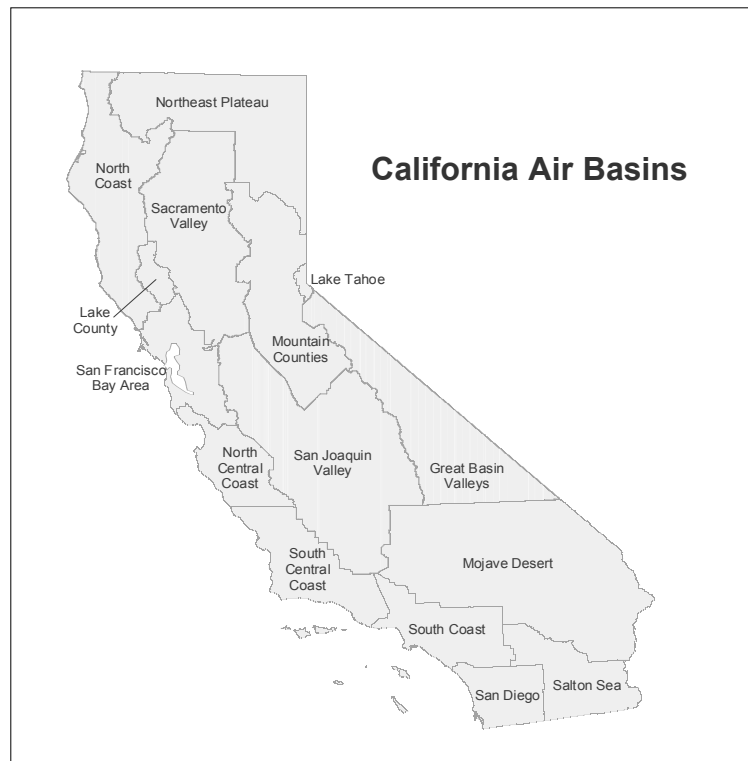 California Air Basins
Northeast Plateau
North
Coast
Sacramento
Valley
Lake Tahoe
Lake
County
Mountain
Counties
San Francisco
Bay Area
North
Central
Coast
San Joaquin
Valley
Great Basin
Valleys
South
Central
Coast
Mojave Desert
South Coast
San Diego
Salton Sea